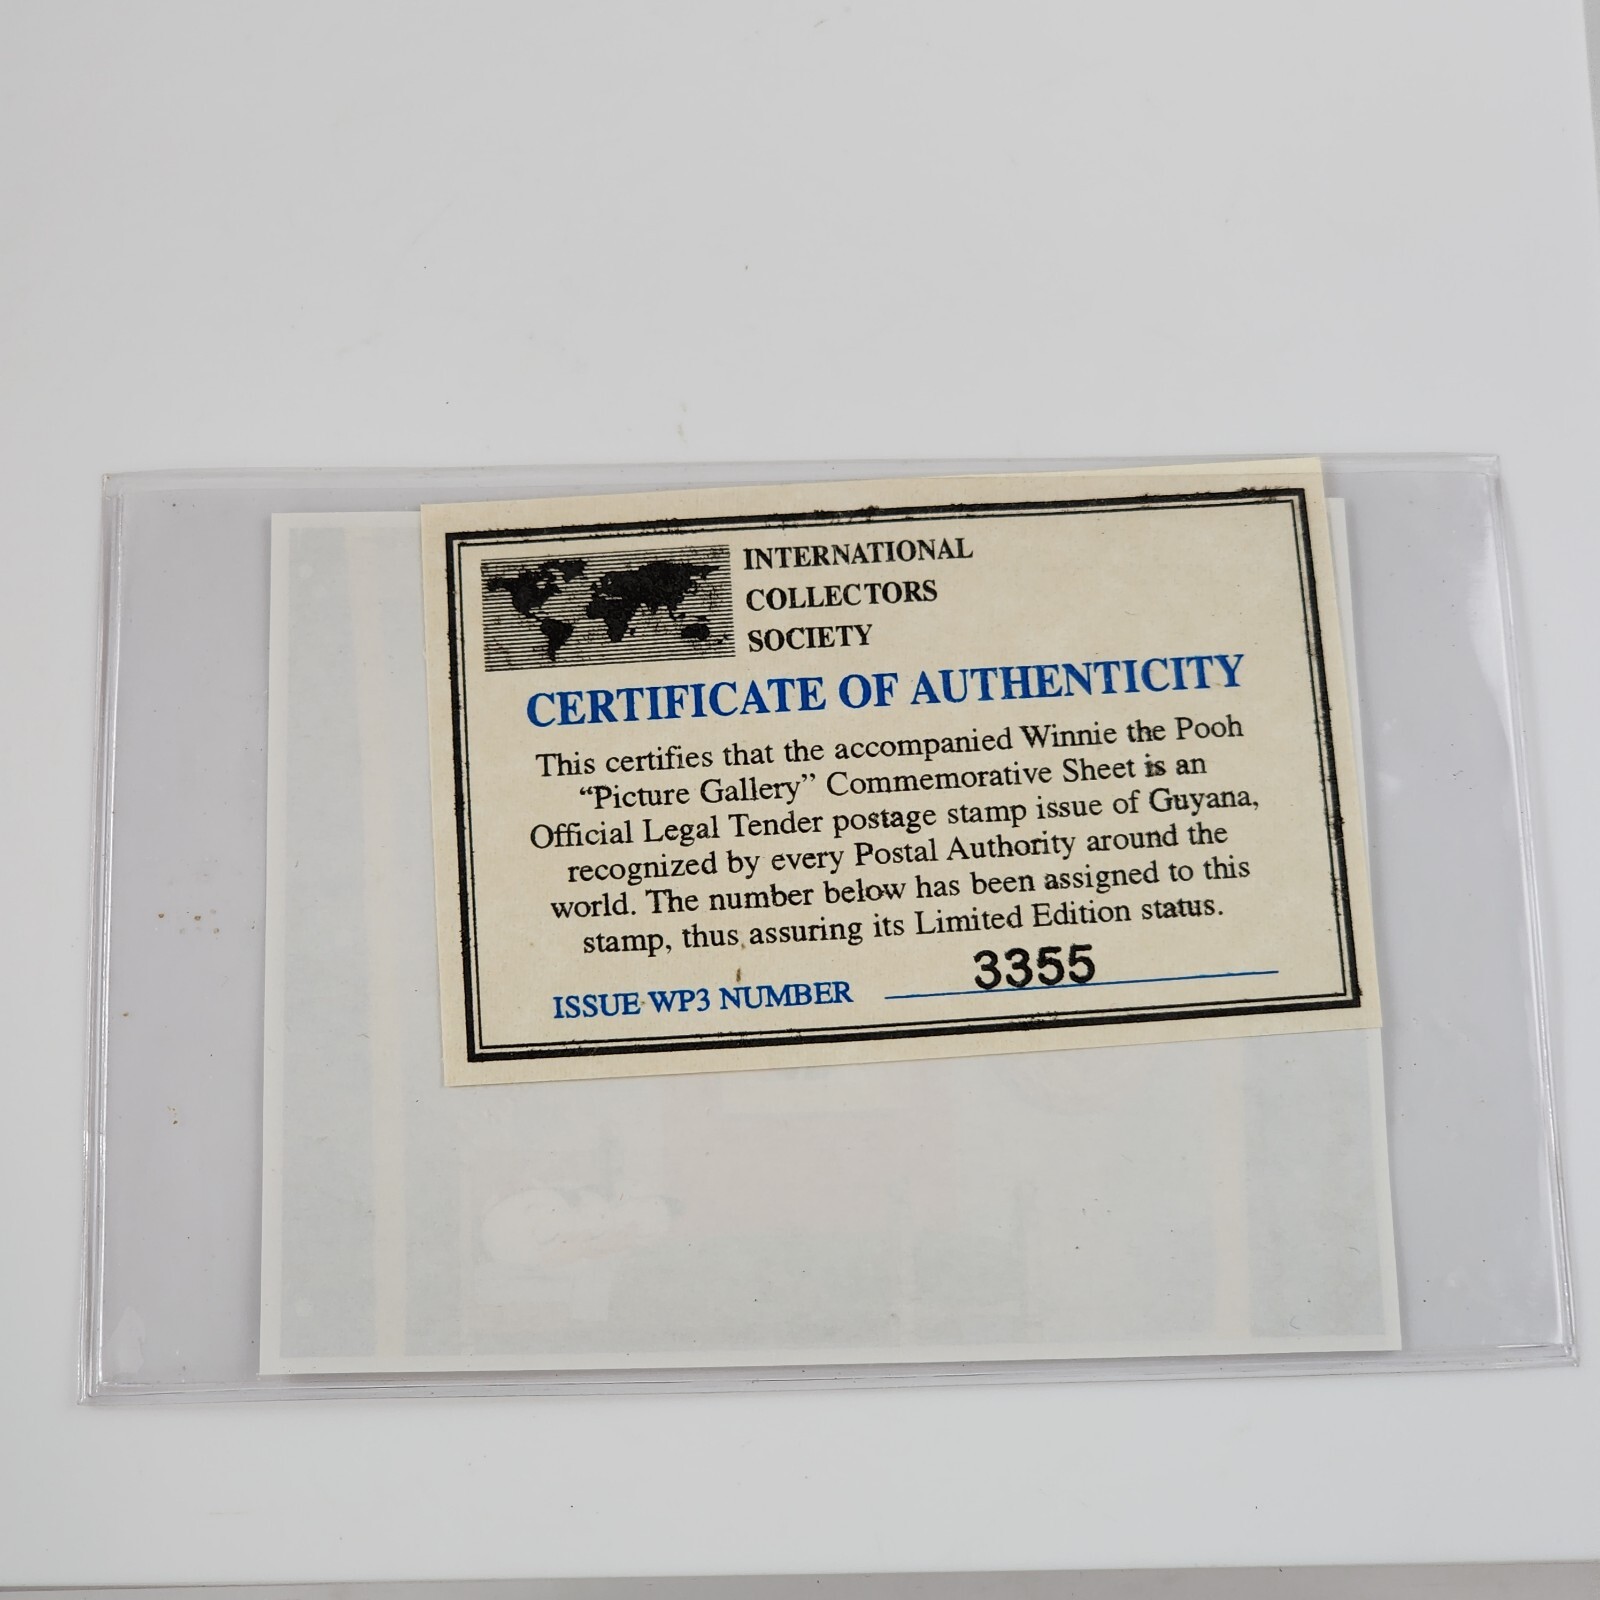 INTERNATIONAL
COLLECTORS
SOCIETY
CERTIFICATE OF AUTHENTICITY
This certifies that the accompanied Winnie the Pooh
“Picture Gallery” Commemorative Sheet is an
Official Legal Tender postage stamp issue of Guyana,
recognized by every Postal Authority around the
world. The number below has been assigned to this
stamp, thus assuring its Limited Edition status.
ISSUE WP3 NUMBER 3355